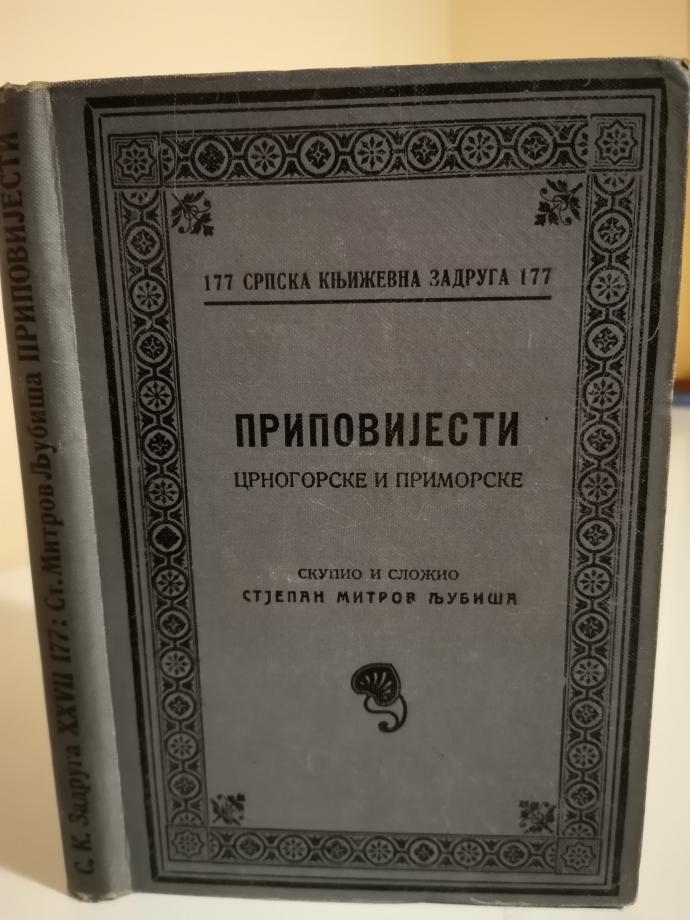 С. К. Задруга XXVII 177: Ст. Митров Љубиша ПРИПОВИЈЕСТИ
177 СРПСКА КЊИЖЕВНА ЗАДРУГА 177
ПРИПОВИЈЕСТИ
ЦРНОГОРСКЕ И ПРИМОРСКЕ
СКУПИО И СЛОЖИО
СТЈЕПАН МИТРОВ ЉУБИША